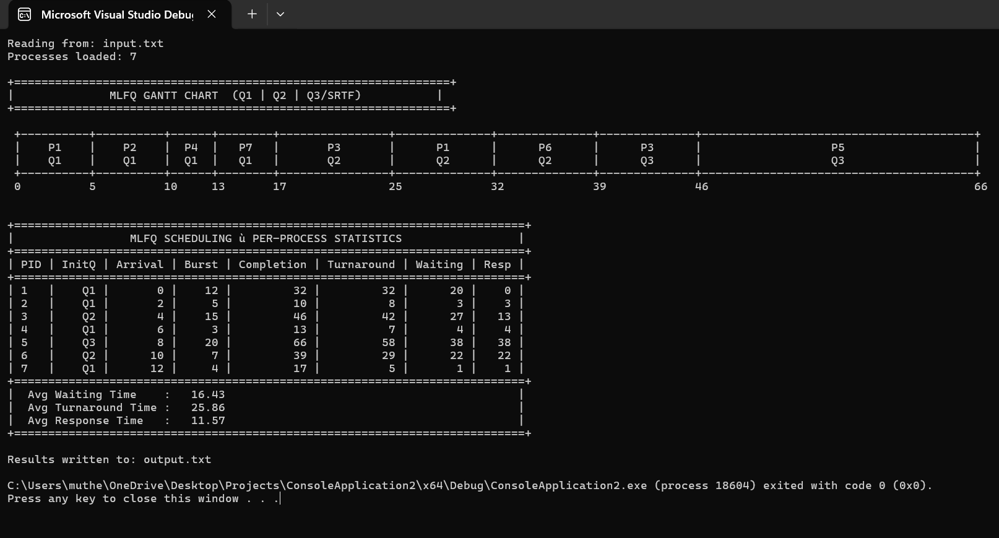 Microsoft Visual Studio Debu
Reading from: input.txt
Processes loaded: 7
+================================================================+
|              MLFQ GANTT CHART  (Q1 | Q2 | Q3/SRTF)           |
+================================================================+
+----------+----------+------+--------+----------------+--------------+--------------+--------------+----------------------------------------+
|    P1    |    P2    |  P4  |   P7   |       P3       |      P1      |      P6      |      P3      |                   P5                   |
|    Q1    |    Q1    |  Q1  |   Q1   |       Q2       |      Q2      |      Q2      |      Q3      |                   Q3                   |
+----------+----------+------+--------+----------------+--------------+--------------+--------------+----------------------------------------+
0          5          10     13       17               25             32             39             46                                       66
+===========================================================================+
|                 MLFQ SCHEDULING ù PER-PROCESS STATISTICS                 |
+===========================================================================+
| PID | InitQ | Arrival | Burst | Completion | Turnaround | Waiting | Resp |
+===========================================================================+
| 1   |    Q1 |       0 |    12 |         32 |         32 |      20 |    0 |
| 2   |    Q1 |       2 |     5 |         10 |          8 |       3 |    3 |
| 3   |    Q2 |       4 |    15 |         46 |         42 |      27 |   13 |
| 4   |    Q1 |       6 |     3 |         13 |          7 |       4 |    4 |
| 5   |    Q3 |       8 |    20 |         66 |         58 |      38 |   38 |
| 6   |    Q2 |      10 |     7 |         39 |         29 |      22 |   22 |
| 7   |    Q1 |      12 |     4 |         17 |          5 |       1 |    1 |
+===========================================================================+
|  Avg Waiting Time    :   16.43                                           |
|  Avg Turnaround Time :   25.86                                           |
|  Avg Response Time   :   11.57                                           |
+===========================================================================+
Results written to: output.txt
C:\Users\muthe\OneDrive\Desktop\Projects\ConsoleApplication2\x64\Debug\ConsoleApplication2.exe (process 18604) exited with code 0 (0x0).
Press any key to close this window . . .